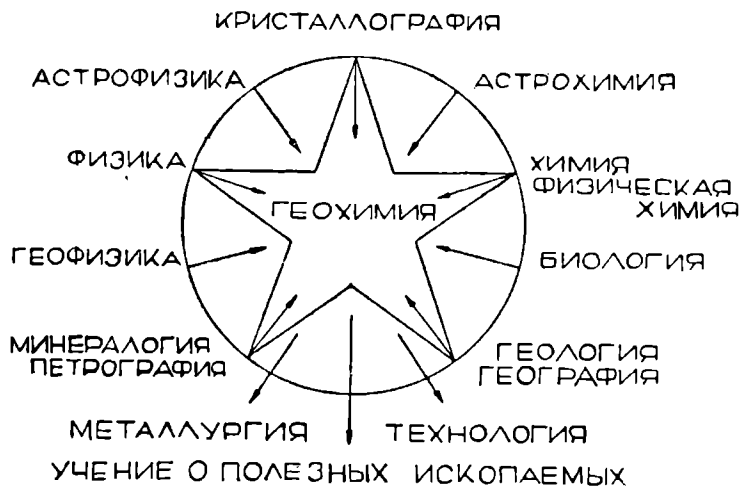 КРИСТАЛЛОГРАФИЯ
АСТРОФИЗИКА
АСТРОХИМИЯ
ФИЗИКА
ХИМИЯ
ФИЗИЧЕСКАЯ
ХИМИЯ
ГЕОХИМИЯ
ГЕОФИЗИКА
БИОЛОГИЯ
МИНЕРАЛОГИЯ
ПЕТРОГРАФИЯ
ГЕОЛОГИЯ
ГЕОГРАФИЯ
МЕТАЛЛУРГИЯ
ТЕХНОЛОГИЯ
УЧЕНИЕ О ПОЛЕЗНЫХ ИСКОПАЕМЫХ